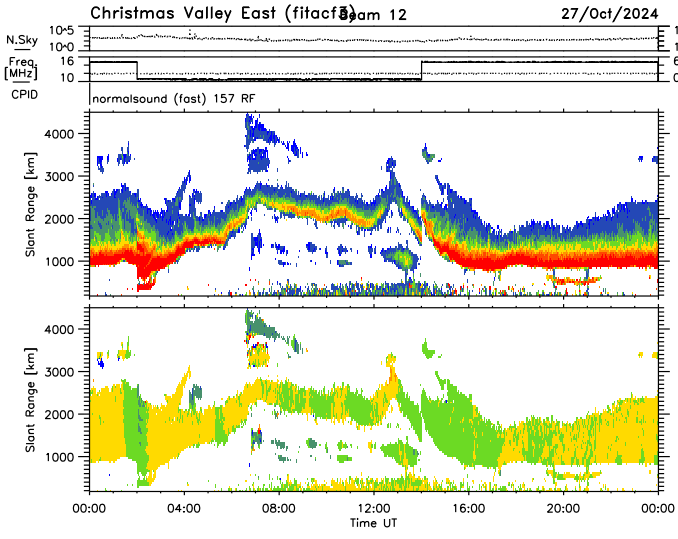 Christmas Valley East (fitacf3) Beam 12 27/Oct/2024
N.Sky 10^5 10^0
Freq. [MHz] 16 10 6 0
CPID normalsound (fast) 157 RF
Slant Range [km] 4000 3000 2000 1000
Slant Range [km] 4000 3000 2000 1000
00:00 04:00 08:00 12:00 16:00 20:00 00:00
Time UT